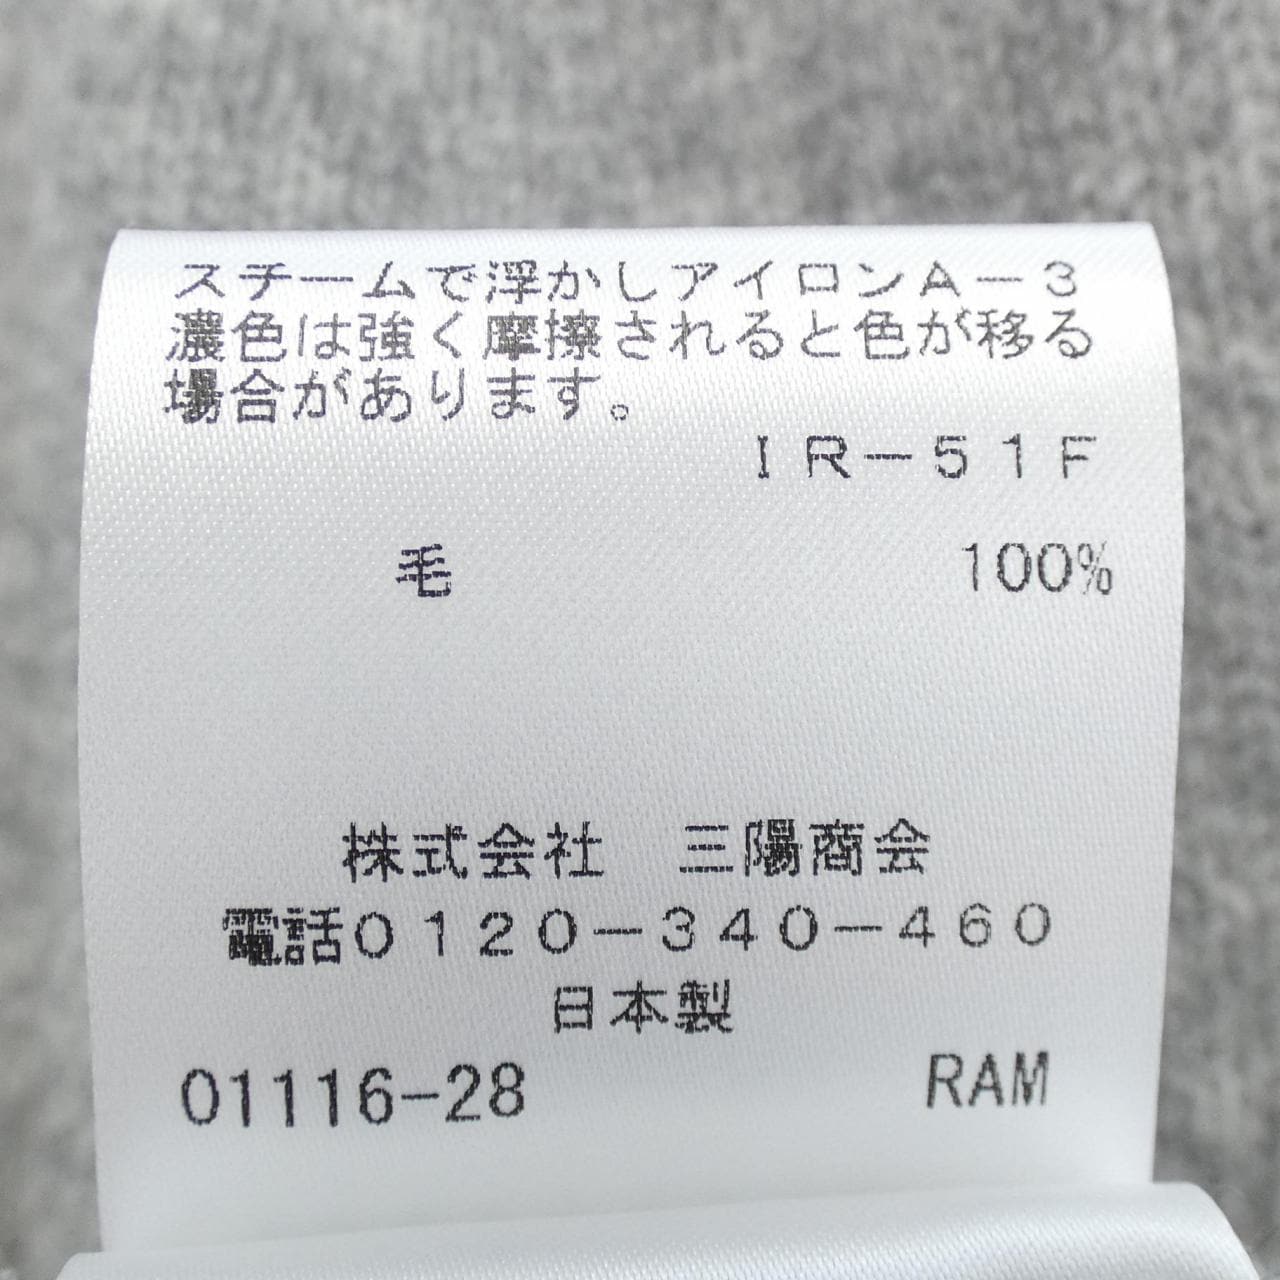 スチームで浮かしアイロンA－3
濃色は強く摩擦されると色が移る
場合があります。
IR－51F
毛 100%
株式会社 三陽商会
電話0120－340－460
日本製
01116-28 RAM